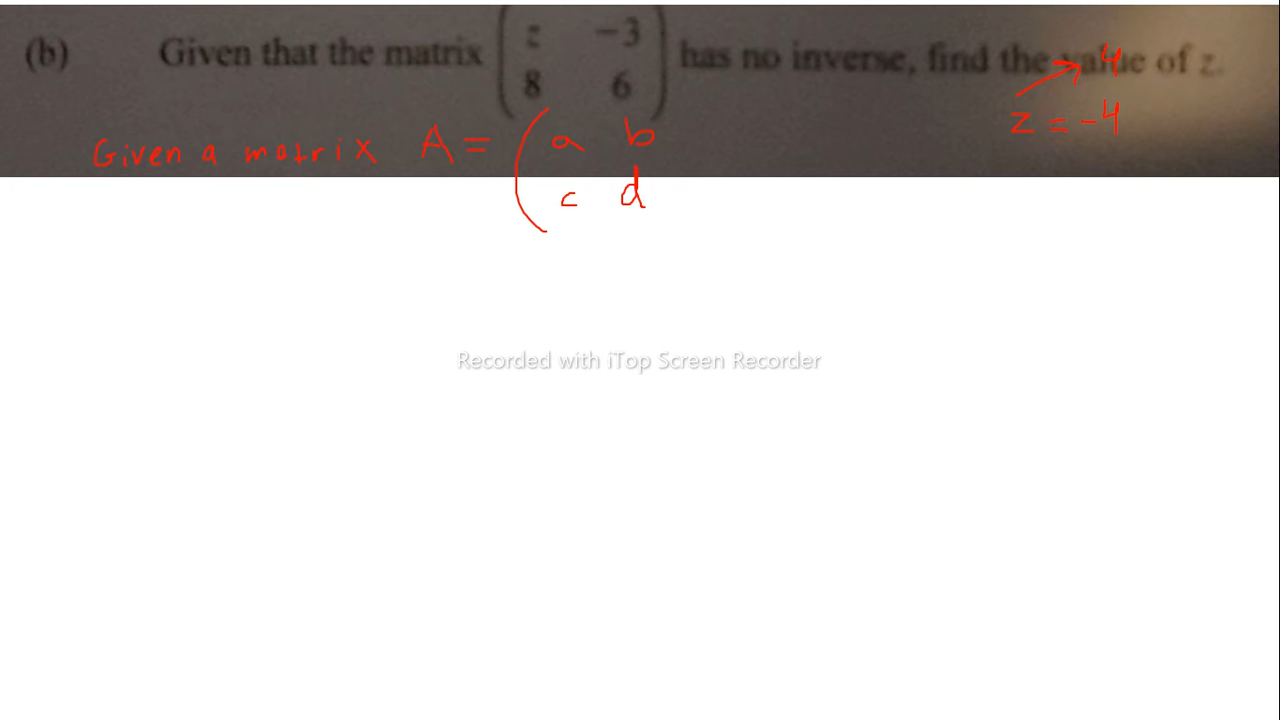 (b) Given that the matrix ( z −3 ) has no inverse, find the value of z.
8 6
4
z = -4
Given a matrix A = ( a b
c d
Recorded with iTop Screen Recorder